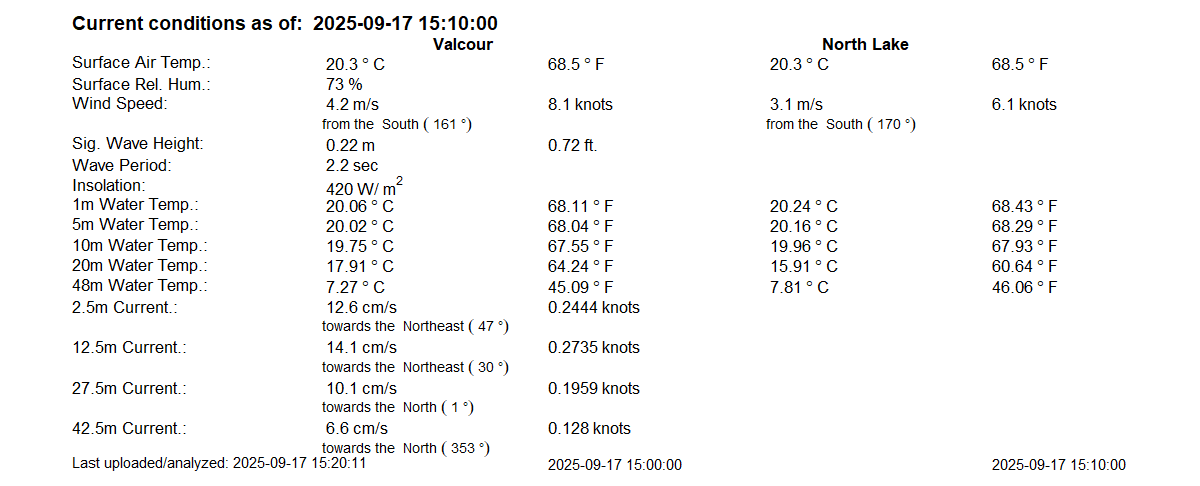 Current conditions as of: 2025-09-17 15:10:00
Valcour North Lake
Surface Air Temp.: 20.3 ° C 68.5 ° F 20.3 ° C 68.5 ° F
Surface Rel. Hum.: 73 %
Wind Speed: 4.2 m/s 8.1 knots 3.1 m/s 6.1 knots
from the South ( 161 °) from the South ( 170 °)
Sig. Wave Height: 0.22 m 0.72 ft.
Wave Period: 2.2 sec
Insolation: 420 W/ m²
1m Water Temp.: 20.06 ° C 68.11 ° F 20.24 ° C 68.43 ° F
5m Water Temp.: 20.02 ° C 68.04 ° F 20.16 ° C 68.29 ° F
10m Water Temp.: 19.75 ° C 67.55 ° F 19.96 ° C 67.93 ° F
20m Water Temp.: 17.91 ° C 64.24 ° F 15.91 ° C 60.64 ° F
48m Water Temp.: 7.27 ° C 45.09 ° F 7.81 ° C 46.06 ° F
2.5m Current.: 12.6 cm/s 0.2444 knots
towards the Northeast ( 47 °)
12.5m Current.: 14.1 cm/s 0.2735 knots
towards the Northeast ( 30 °)
27.5m Current.: 10.1 cm/s 0.1959 knots
towards the North ( 1 °)
42.5m Current.: 6.6 cm/s 0.128 knots
towards the North ( 353 °)
Last uploaded/analyzed: 2025-09-17 15:20:11 2025-09-17 15:00:00 2025-09-17 15:10:00